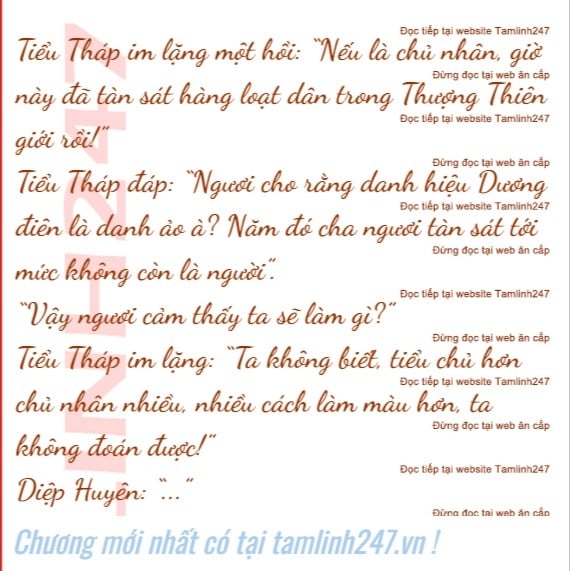 Đọc tiếp tại website Tamlinh247
Tiểu Tháp im lặng một hồi: “Nếu là chủ nhân, giờ
Đừng đọc tại web ăn cắp
này đã tàn sát hàng loạt dân trong Thượng Thiên
Đọc tiếp tại website Tamlinh247
giới rồi!”
Đừng đọc tại web ăn cắp
Tiểu Tháp đáp: “Ngươi cho rằng danh hiệu Dương
Đọc tiếp tại website Tamlinh247
điên là danh ảo à? Năm đó cha ngươi tàn sát tới
Đừng đọc tại web ăn cắp
mức không còn là người”.
Đọc tiếp tại website Tamlinh247
“Vậy ngươi cảm thấy ta sẽ làm gì?”
Đừng đọc tại web ăn cắp
Tiểu Tháp im lặng: “Ta không biết, tiểu chủ hơn
Đọc tiếp tại website Tamlinh247
chủ nhân nhiều, nhiều cách làm màu hơn, ta
Đừng đọc tại web ăn cắp
không đoán được!”
Đọc tiếp tại website Tamlinh247
Diệp Huyên: “...”
Đừng đọc tại web ăn cắp
Chương mới nhất có tại tamlinh247.vn !
INH247